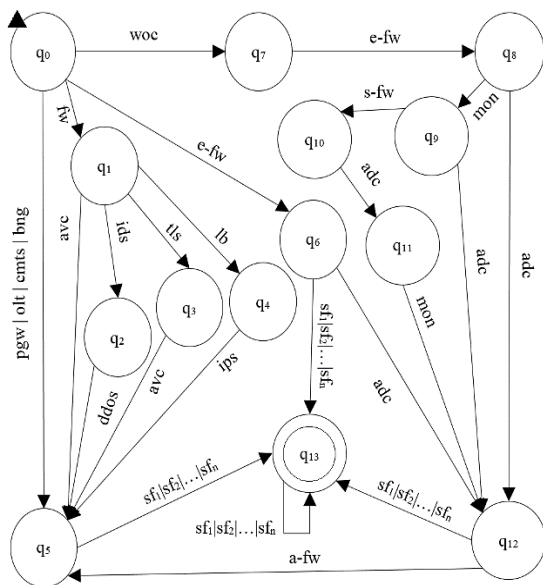 q₀
woc
q₇
e-fw
q₈
fw
e-fw
s-fw
mon
q₁₀
q₉
q₁
adc
avc
ids
tls
lb
q₆
q₁₁
adc
adc
pgw | olt | cmts | bng
q₂
q₃
q₄
mon
sf₁|sf₂|…|sfₙ
adc
ddos
avc
ips
q₁₃
sf₁|sf₂|…|sfₙ
sf₁|sf₂|…|sfₙ
sf₁|sf₂|…|sfₙ
q₅
q₁₂
a-fw